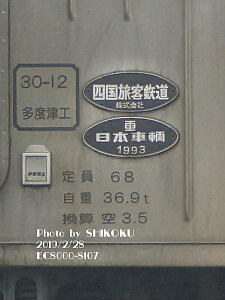 30-12
多度津工
四国旅客鉄道
株式会社
日本車輌
1993
定員 68
自重 36.9t
換算 空3.5
Photo by SHIKOKU
2019/2/28
EC8000-8107